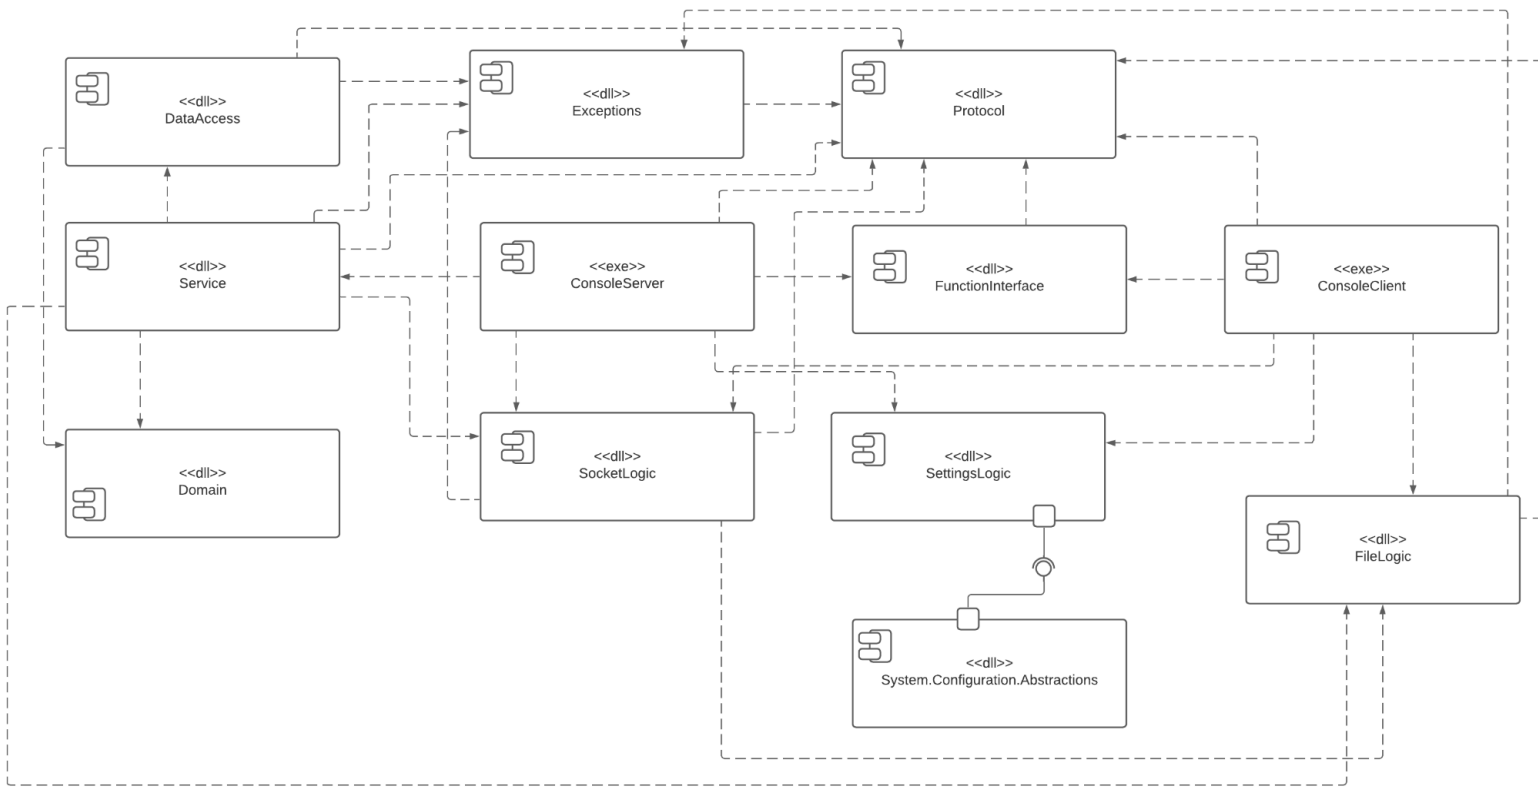 <<dll>>
DataAccess
<<dll>>
Exceptions
<<dll>>
Protocol
<<dll>>
Service
<<exe>>
ConsoleServer
<<dll>>
FunctionInterface
<<exe>>
ConsoleClient
<<dll>>
Domain
<<dll>>
SocketLogic
<<dll>>
SettingsLogic
<<dll>>
FileLogic
<<dll>>
System.Configuration.Abstractions